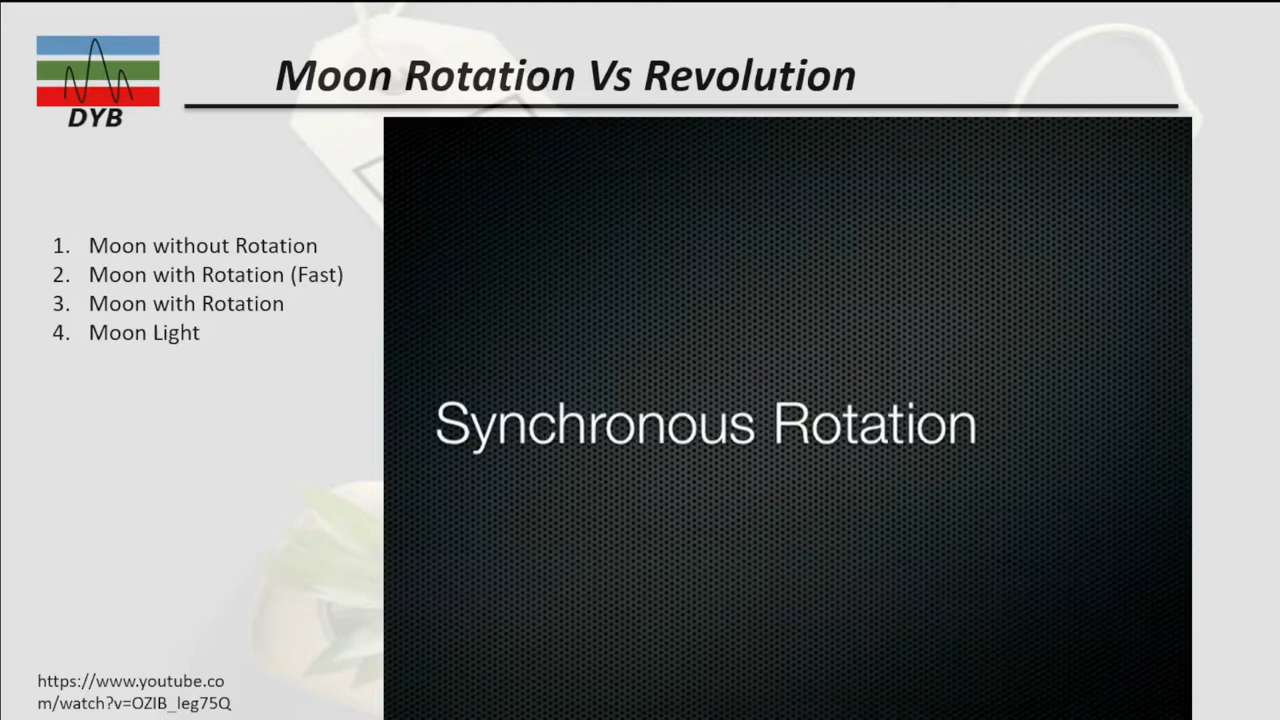 Moon Rotation Vs Revolution
DYB
1. Moon without Rotation
2. Moon with Rotation (Fast)
3. Moon with Rotation
4. Moon Light
Synchronous Rotation
https://www.youtube.co
m/watch?v=OZIB_leg75Q